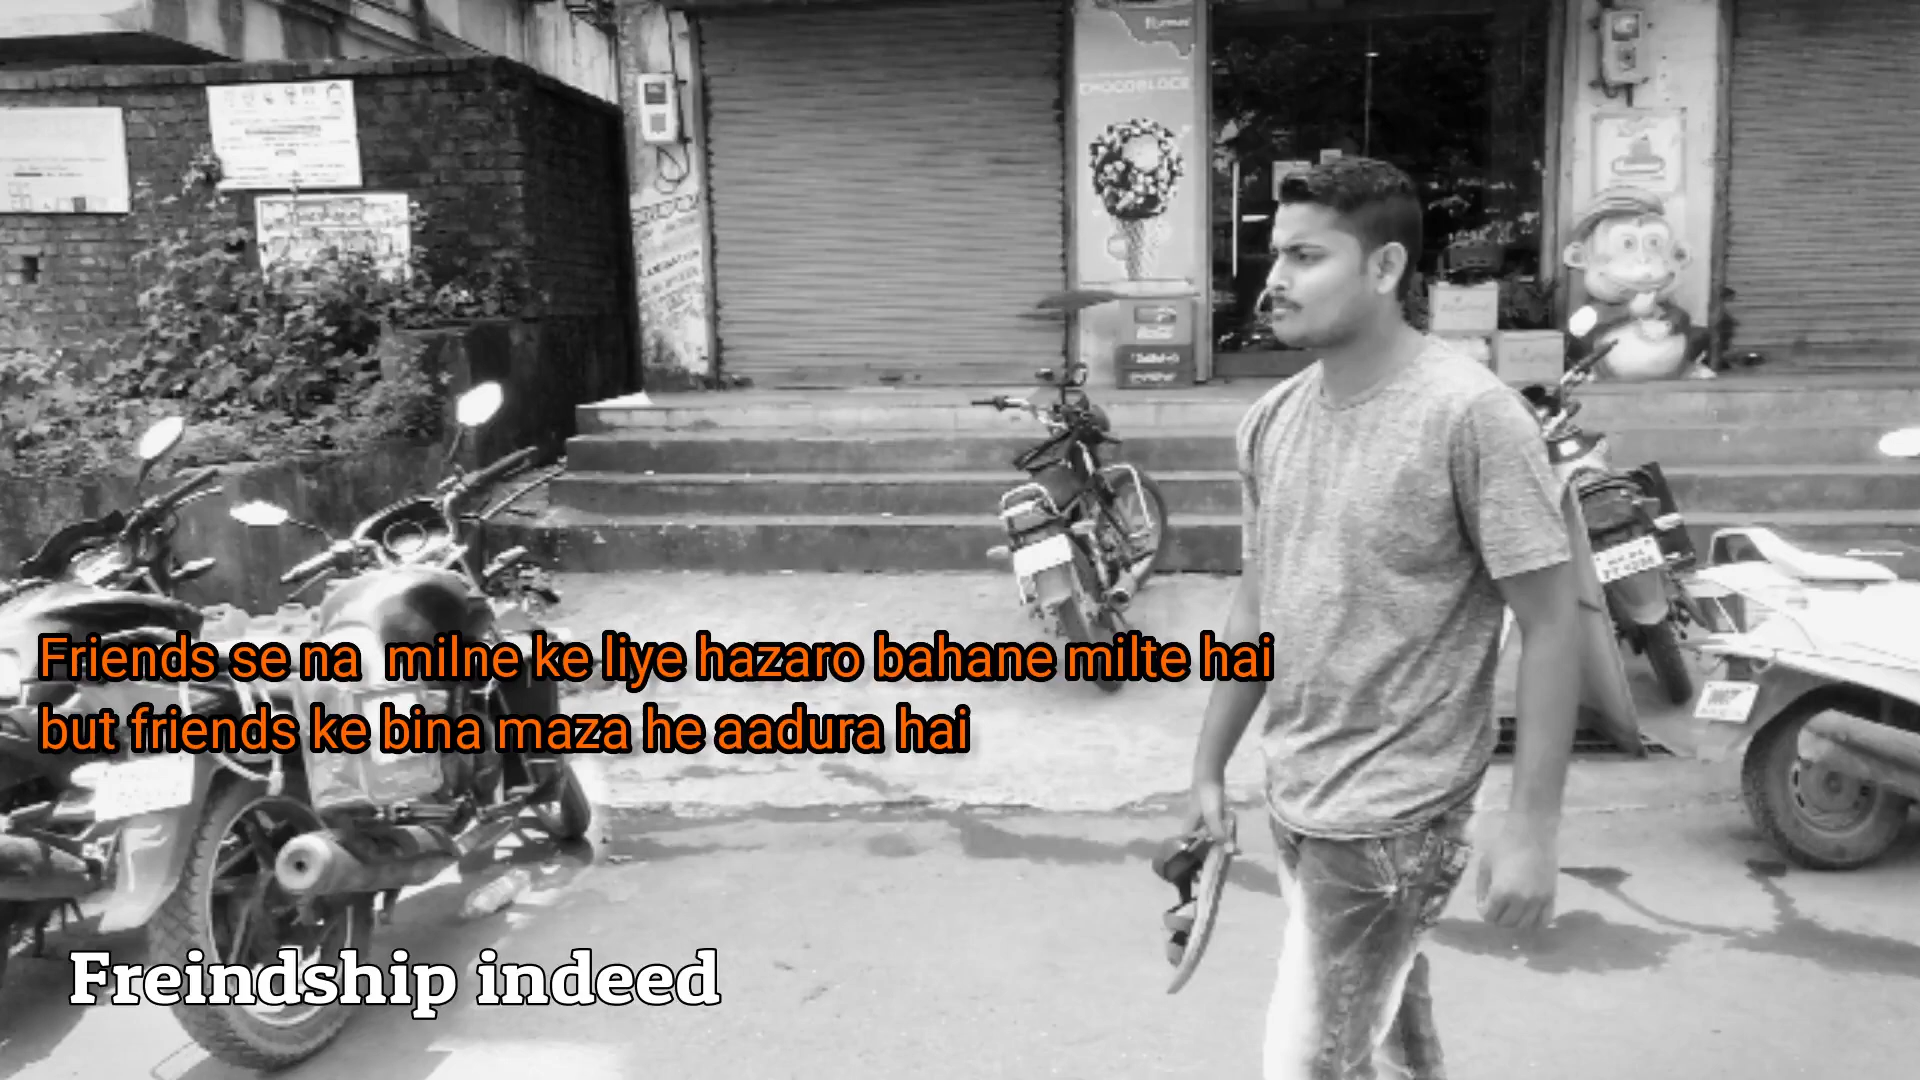 CHOCOBLOCK
Friends se na milne ke liye hazaro bahane milte hai
but friends ke bina maza he aadura hai
Freindship indeed